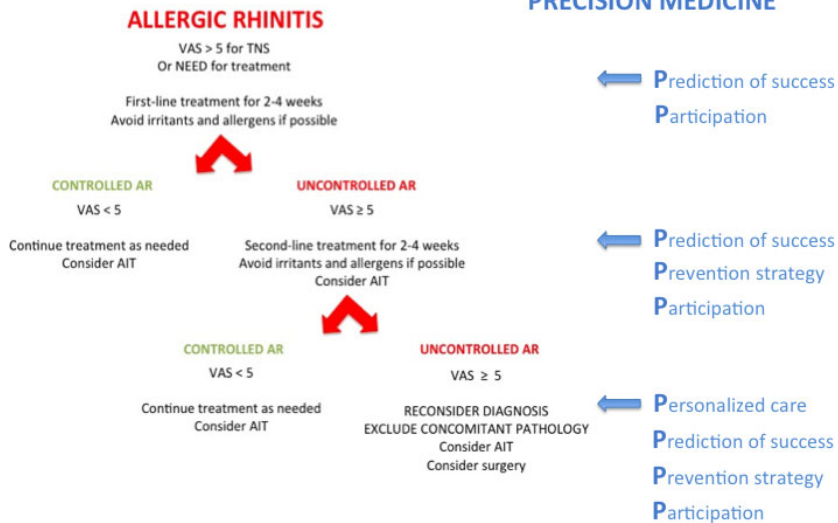 PRECISION MEDICINE
ALLERGIC RHINITIS
VAS > 5 for TNS
Or NEED for treatment
First-line treatment for 2-4 weeks
Avoid irritants and allergens if possible
Prediction of success
Participation
CONTROLLED AR
VAS < 5
Continue treatment as needed
Consider AIT
UNCONTROLLED AR
VAS ≥ 5
Second-line treatment for 2-4 weeks
Avoid irritants and allergens if possible
Consider AIT
Prediction of success
Prevention strategy
Participation
CONTROLLED AR
VAS < 5
Continue treatment as needed
Consider AIT
UNCONTROLLED AR
VAS ≥ 5
RECONSIDER DIAGNOSIS
EXCLUDE CONCOMITANT PATHOLOGY
Consider AIT
Consider surgery
Personalized care
Prediction of success
Prevention strategy
Participation